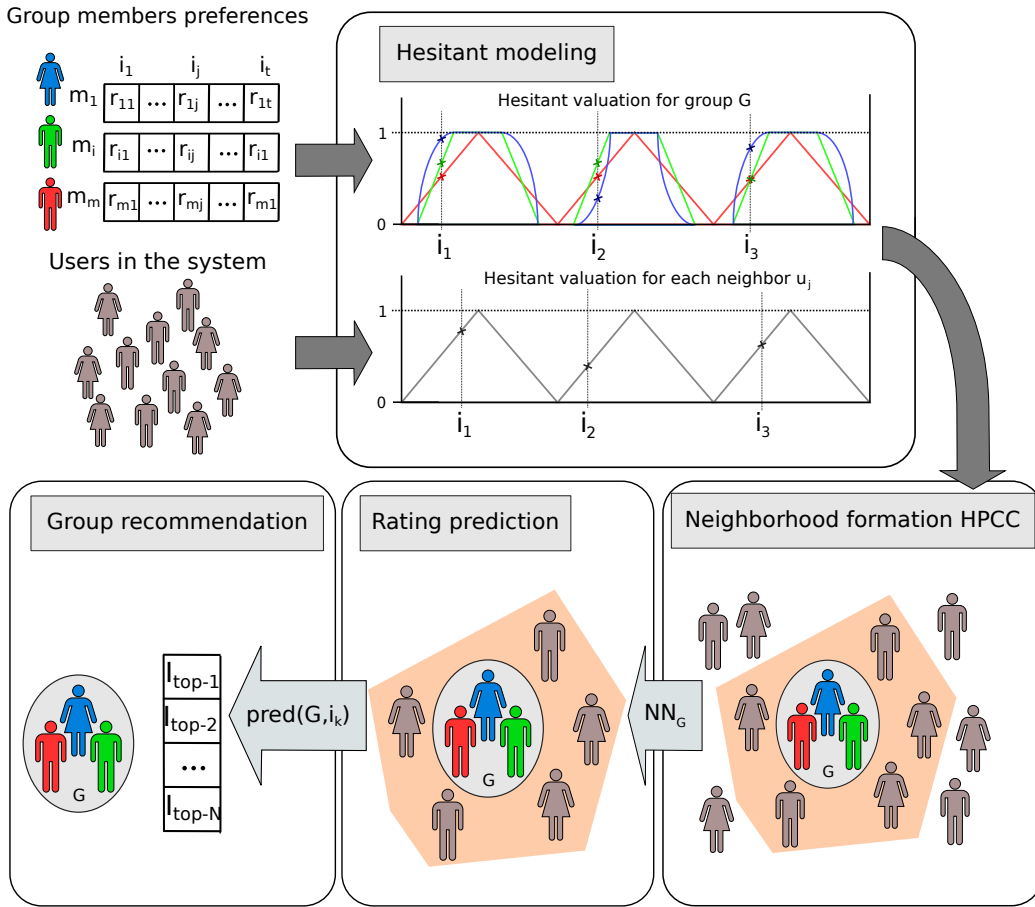 Group members preferences
i1 ij it
m1 r11 ... r1j ... r1t
mi ri1 ... rij ... ri1
mm rm1 ... rmj ... rm1
Users in the system
Hesitant modeling
Hesitant valuation for group G
1
0
i1 i2 i3
Hesitant valuation for each neighbor uj
1
0
i1 i2 i3
Group recommendation
G
Itop-1
Itop-2
...
Itop-N
pred(G,ik)
Rating prediction
G
NNG
Neighborhood formation HPCC
G